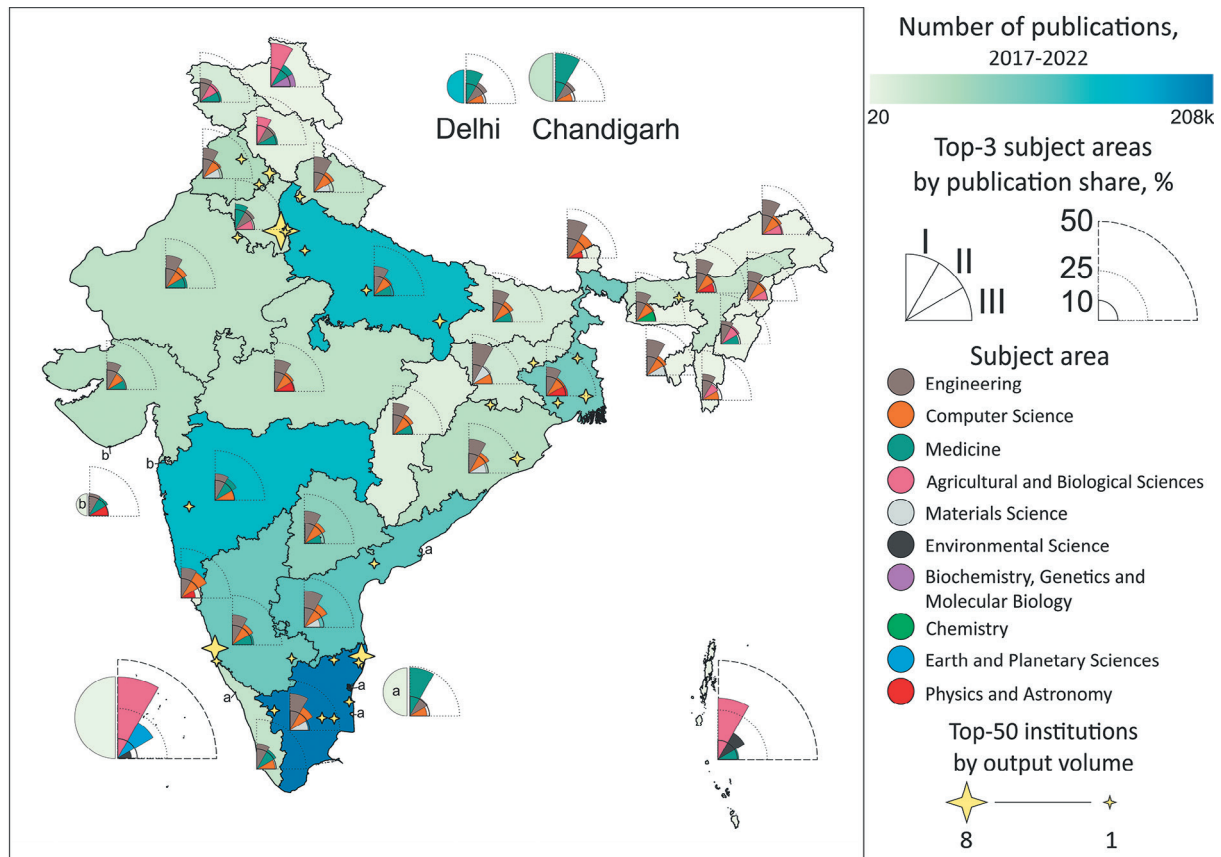 Delhi
Chandigarh
b
b
b
a
a
a
a
a
Number of publications,
2017-2022
20
208k
Top-3 subject areas
by publication share, %
I
II
III
50
25
10
Subject area
Engineering
Computer Science
Medicine
Agricultural and Biological Sciences
Materials Science
Environmental Science
Biochemistry, Genetics and
Molecular Biology
Chemistry
Earth and Planetary Sciences
Physics and Astronomy
Top-50 institutions
by output volume
8
1